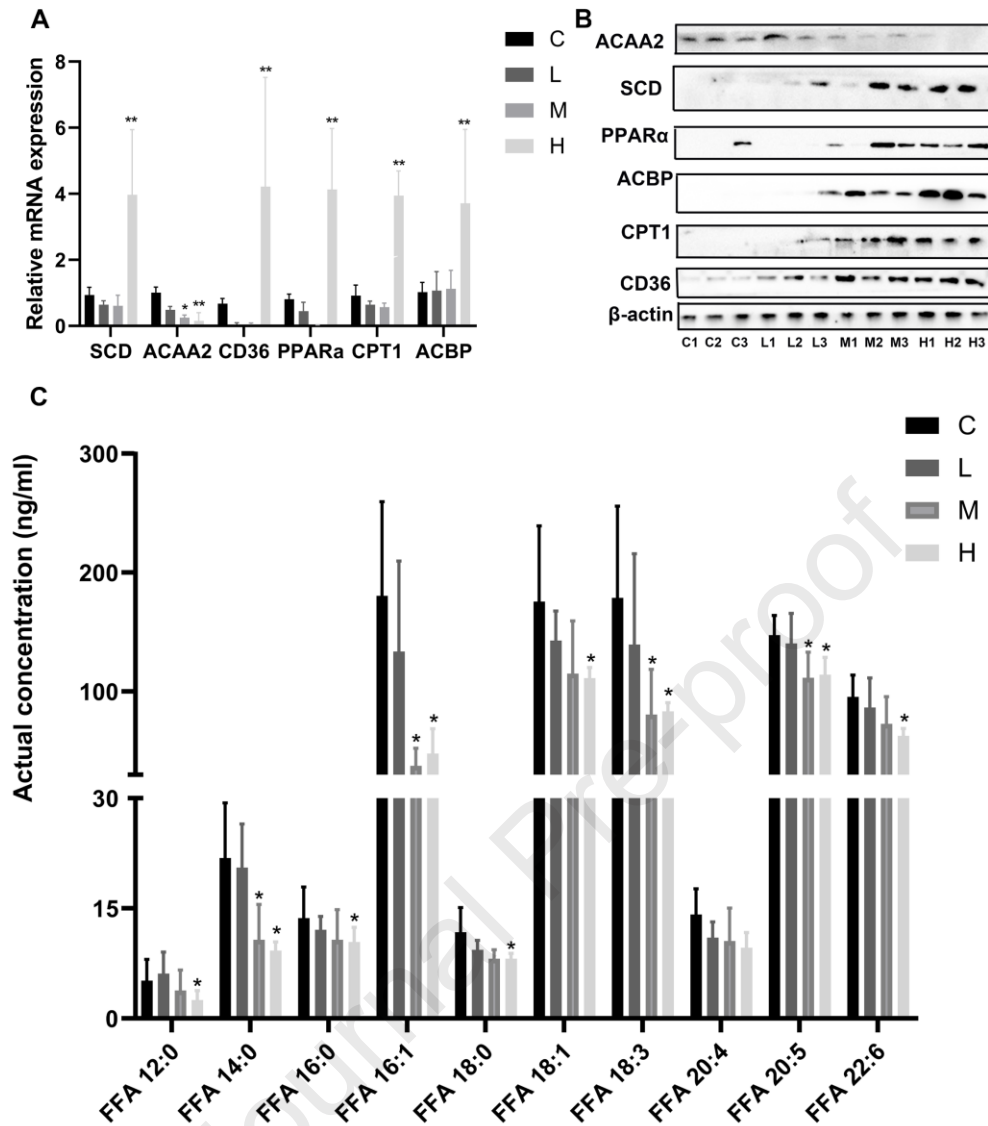 A
Relative mRNA expression
8
6
4
2
0
** ** ** ** **
* **
SCD ACAA2 CD36 PPARa CPT1 ACBP
C
L
M
H
B
ACAA2
SCD
PPARα
ACBP
CPT1
CD36
β-actin
C1 C2 C3 L1 L2 L3 M1 M2 M3 H1 H2 H3
C
Actual concentration (ng/ml)
300
200
100
30
15
0
C
L
M
H
* * * * * * * * * * * * *
FFA 12:0 FFA 14:0 FFA 16:0 FFA 16:1 FFA 18:0 FFA 18:1 FFA 18:3 FFA 20:4 FFA 20:5 FFA 22:6
Journal Pre-proof